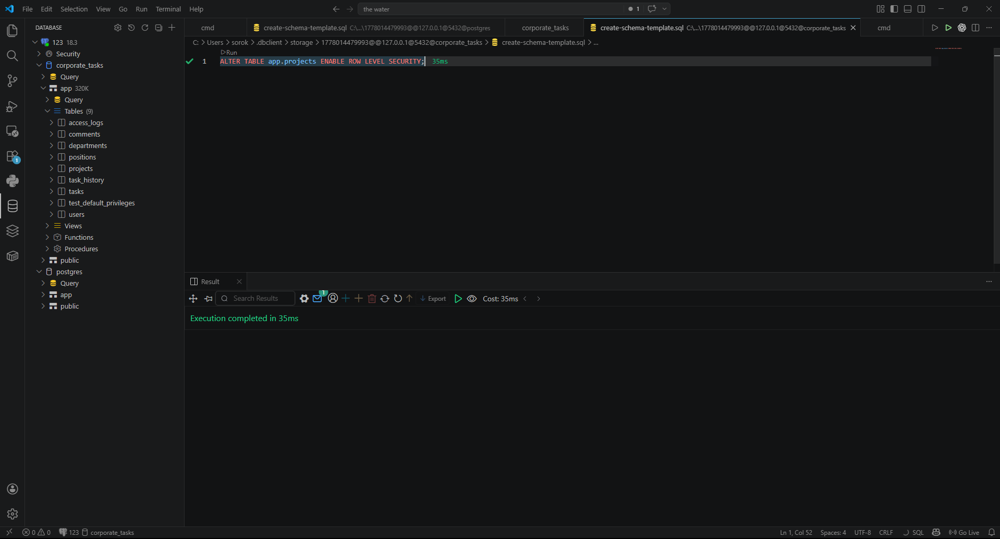 File Edit Selection View Go Run Terminal Help
the water
1
DATABASE
cmd
create-schema-template.sql C:\...\1778014479993@@127.0.0.1@5432@postgres
corporate_tasks
create-schema-template.sql C:\...\1778014479993@@127.0.0.1@5432@corporate_tasks
cmd
C: > Users > sorok > .dbclient > storage > 1778014479993@@127.0.0.1@5432@corporate_tasks > create-schema-template.sql > ...
Run
1 ALTER TABLE app.projects ENABLE ROW LEVEL SECURITY; 35ms
123 18.3
Security
corporate_tasks
Query
app 320K
Query
Tables (9)
access_logs
comments
departments
positions
projects
task_history
tasks
test_default_privileges
users
Views
Functions
Procedures
public
postgres
Query
app
public
1
Result
Search Results
1
Export
Cost: 35ms
Execution completed in 35ms
0 0 123 corporate_tasks
Ln 1, Col 52 Spaces: 4 UTF-8 CRLF SQL Go Live